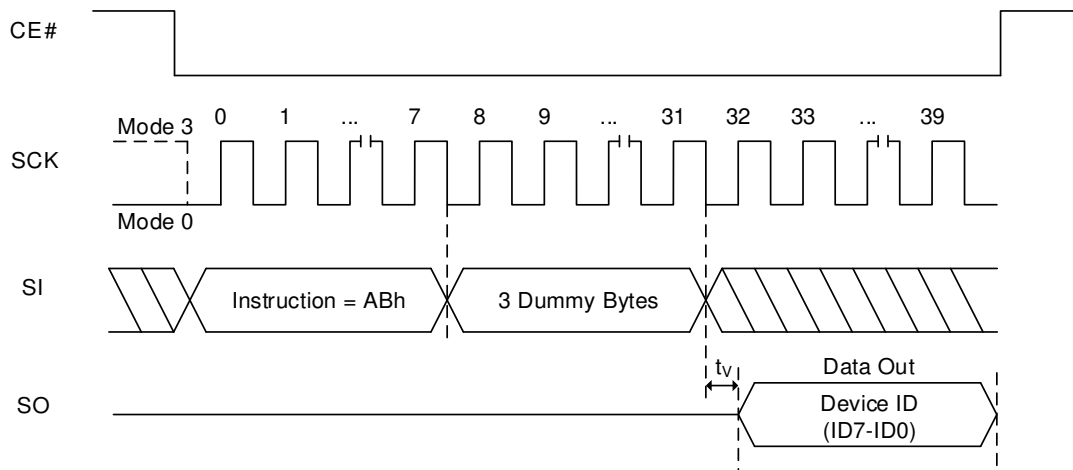 CE#
0 1 ... 7 8 9 ... 31 32 33 ... 39
Mode 3
SCK
Mode 0
SI
Instruction = ABh
3 Dummy Bytes
tV
Data Out
SO
Device ID
(ID7-ID0)